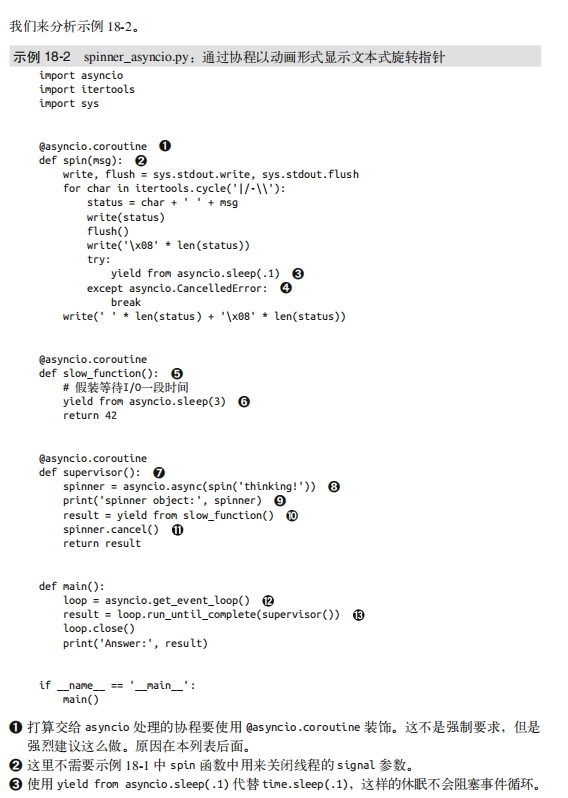 我们来分析示例 18-2。
示例 18-2 spinner_asyncio.py：通过协程以动画形式显示文本式旋转指针
import asyncio
import itertools
import sys
@asyncio.coroutine ❶
def spin(msg): ❷
    write, flush = sys.stdout.write, sys.stdout.flush
    for char in itertools.cycle('|/-\\'):
        status = char + ' ' + msg
        write(status)
        flush()
        write('\x08' * len(status))
        try:
            yield from asyncio.sleep(.1) ❸
        except asyncio.CancelledError: ❹
            break
    write(' ' * len(status) + '\x08' * len(status))
@asyncio.coroutine
def slow_function(): ❺
    # 假装等待I/O一段时间
    yield from asyncio.sleep(3) ❻
    return 42
@asyncio.coroutine
def supervisor(): ❼
    spinner = asyncio.async(spin('thinking!')) ❽
    print('spinner object:', spinner) ❾
    result = yield from slow_function() ❿
    spinner.cancel() ⓫
    return result
def main():
    loop = asyncio.get_event_loop() ⓬
    result = loop.run_until_complete(supervisor()) ⓭
    loop.close()
    print('Answer:', result)
if __name__ == '__main__':
    main()
❶ 打算交给 asyncio 处理的协程要使用 @asyncio.coroutine 装饰。这不是强制要求，但是
强烈建议这么做。原因在本列表后面。
❷ 这里不需要示例 18-1 中 spin 函数中用来关闭线程的 signal 参数。
❸ 使用 yield from asyncio.sleep(.1) 代替 time.sleep(.1)，这样的休眠不会阻塞事件循环。